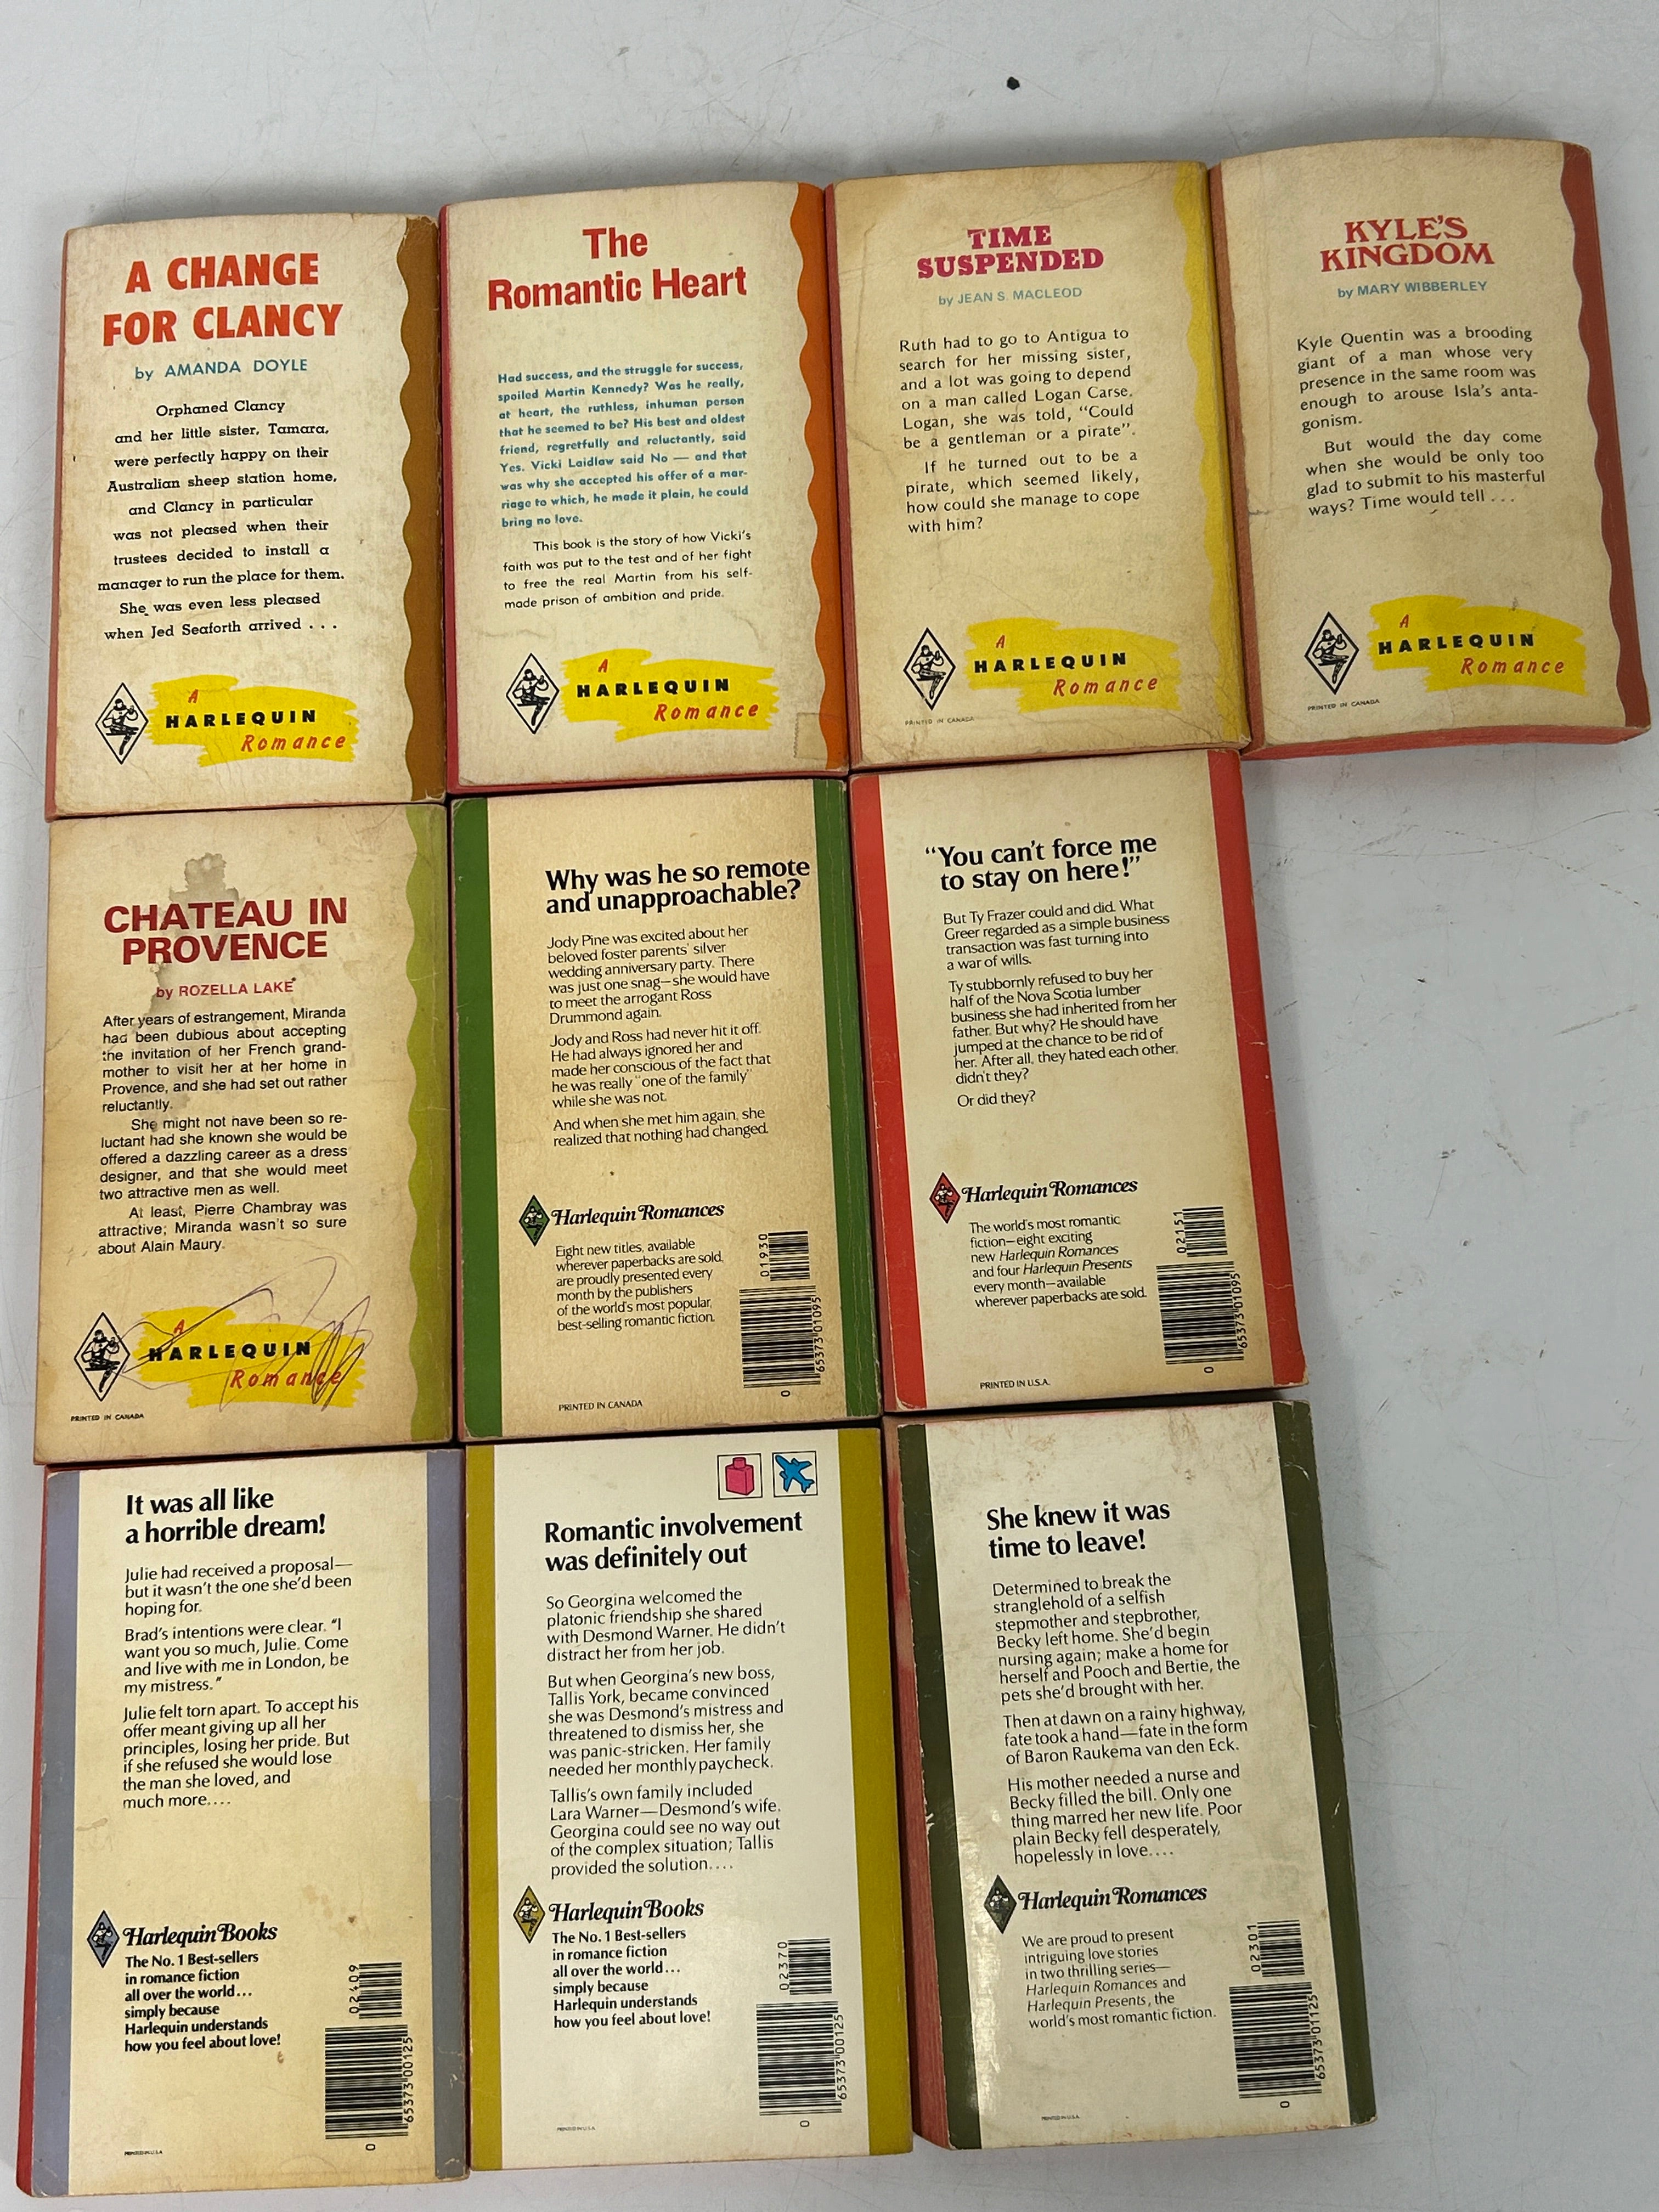 A CHANGE
FOR CLANCY
by AMANDA DOYLE
Orphaned Clancy
and her little sister, Tamara,
were perfectly happy on their
Australian sheep station home,
and Clancy in particular
was not pleased when their
trustees decided to install a
manager to run the place for them.
She was even less pleased
when Jed Seaforth arrived . . .
A
HARLEQUIN
Romance
The
Romantic Heart
Had success, and the struggle for success,
spoiled Martin Kennedy? Was he really,
at heart, the ruthless, inhuman person
that he seemed to be? His best and oldest
friend, regretfully and reluctantly, said
Yes. Vicki Laidlaw said No — and that
was why she accepted his offer of a mar-
riage to which, he made it plain, he could
bring no love.
This book is the story of how Vicki's
faith was put to the test and of her fight
to free the real Martin from his self-
made prison of ambition and pride.
A
HARLEQUIN
Romance
TIME
SUSPENDED
by JEAN S. MACLEOD
Ruth had to go to Antigua to
search for her missing sister,
and a lot was going to depend
on a man called Logan Carse.
Logan, she was told, "Could
be a gentleman or a pirate".
If he turned out to be a
pirate, which seemed likely,
how could she manage to cope
with him?
A
HARLEQUIN
Romance
PRINTED IN CANADA
KYLE'S
KINGDOM
by MARY WIBBERLEY
Kyle Quentin was a brooding
giant of a man whose very
presence in the same room was
enough to arouse Isla's anta-
gonism.
But would the day come
when she would be only too
glad to submit to his masterful
ways? Time would tell . . .
A
HARLEQUIN
Romance
PRINTED IN CANADA
CHATEAU IN
PROVENCE
by ROZELLA LAKE
After years of estrangement, Miranda
had been dubious about accepting
the invitation of her French grand-
mother to visit her at her home in
Provence, and she had set out rather
reluctantly.
She might not have been so re-
luctant had she known she would be
offered a dazzling career as a dress
designer, and that she would meet
two attractive men as well.
At least, Pierre Chambray was
attractive; Miranda wasn't so sure
about Alain Maury.
A
HARLEQUIN
Romance
PRINTED IN CANADA
Why was he so remote
and unapproachable?
Jody Pine was excited about her
beloved foster parents' silver
wedding anniversary party. There
was just one snag—she would have
to meet the arrogant Ross
Drummond again.
Jody and Ross had never hit it off.
He had always ignored her and
made her conscious of the fact that
he was really "one of the family"
while she was not.
And when she met him again, she
realized that nothing had changed.
Harlequin Romances
Eight new titles, available
wherever paperbacks are sold,
are proudly presented every
month by the publishers
of the world's most popular,
best-selling romantic fiction.
01930
65373 01095
0
PRINTED IN CANADA
"You can't force me
to stay on here!"
But Ty Frazer could and did. What
Greer regarded as a simple business
transaction was fast turning into
a war of wills.
Ty stubbornly refused to buy her
half of the Nova Scotia lumber
business she had inherited from her
father. But why? He should have
jumped at the chance to be rid of
her. After all, they hated each other,
didn't they?
Or did they?
Harlequin Romances
The world's most romantic
fiction—eight exciting
new Harlequin Romances
and four Harlequin Presents
every month—available
wherever paperbacks are sold.
02151
65373 01095
0
PRINTED IN U.S.A.
It was all like
a horrible dream!
Julie had received a proposal—
but it wasn't the one she'd been
hoping for.
Brad's intentions were clear. "I
want you so much, Julie. Come
and live with me in London, be
my mistress."
Julie felt torn apart. To accept his
offer meant giving up all her
principles, losing her pride. But
if she refused she would lose
the man she loved, and
much more....
Harlequin Books
The No. 1 Best-sellers
in romance fiction
all over the world...
simply because
Harlequin understands
how you feel about love!
02409
65373 00125
0
PRINTED IN U.S.A.
Romantic involvement
was definitely out
So Georgina welcomed the
platonic friendship she shared
with Desmond Warner. He didn't
distract her from her job.
But when Georgina's new boss,
Tallis York, became convinced
she was Desmond's mistress and
threatened to dismiss her, she
was panic-stricken. Her family
needed her monthly paycheck.
Tallis's own family included
Lara Warner—Desmond's wife.
Georgina could see no way out
of the complex situation; Tallis
provided the solution....
Harlequin Books
The No. 1 Best-sellers
in romance fiction
all over the world...
simply because
Harlequin understands
how you feel about love!
02370
65373 00125
0
PRINTED IN U.S.A.
She knew it was
time to leave!
Determined to break the
stranglehold of a selfish
stepmother and stepbrother,
Becky left home. She'd begin
nursing again; make a home for
herself and Pooch and Bertie, the
pets she'd brought with her.
Then at dawn on a rainy highway,
fate took a hand—fate in the form
of Baron Raukema van den Eck.
His mother needed a nurse and
Becky filled the bill. Only one
thing marred her new life. Poor
plain Becky fell desperately,
hopelessly in love....
Harlequin Romances
We are proud to present
intriguing love stories
in two thrilling series—
Harlequin Romances and
Harlequin Presents, the
world's most romantic fiction.
02301
65373 01125
0
PRINTED IN U.S.A.